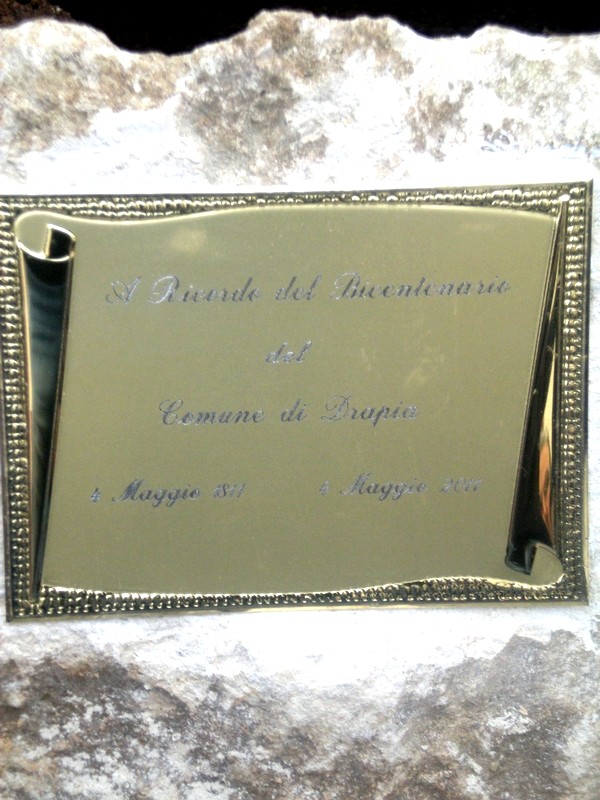 A Ricordo del Bicentenario
del
Comune di Drapia
4 Maggio 1811 4 Maggio 2011